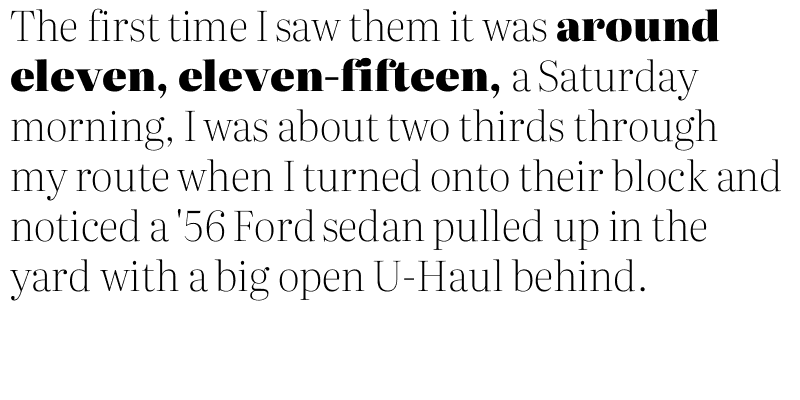 The first time I saw them it was around
eleven, eleven-fifteen, a Saturday
morning, I was about two thirds through
my route when I turned onto their block and
noticed a '56 Ford sedan pulled up in the
yard with a big open U-Haul behind.